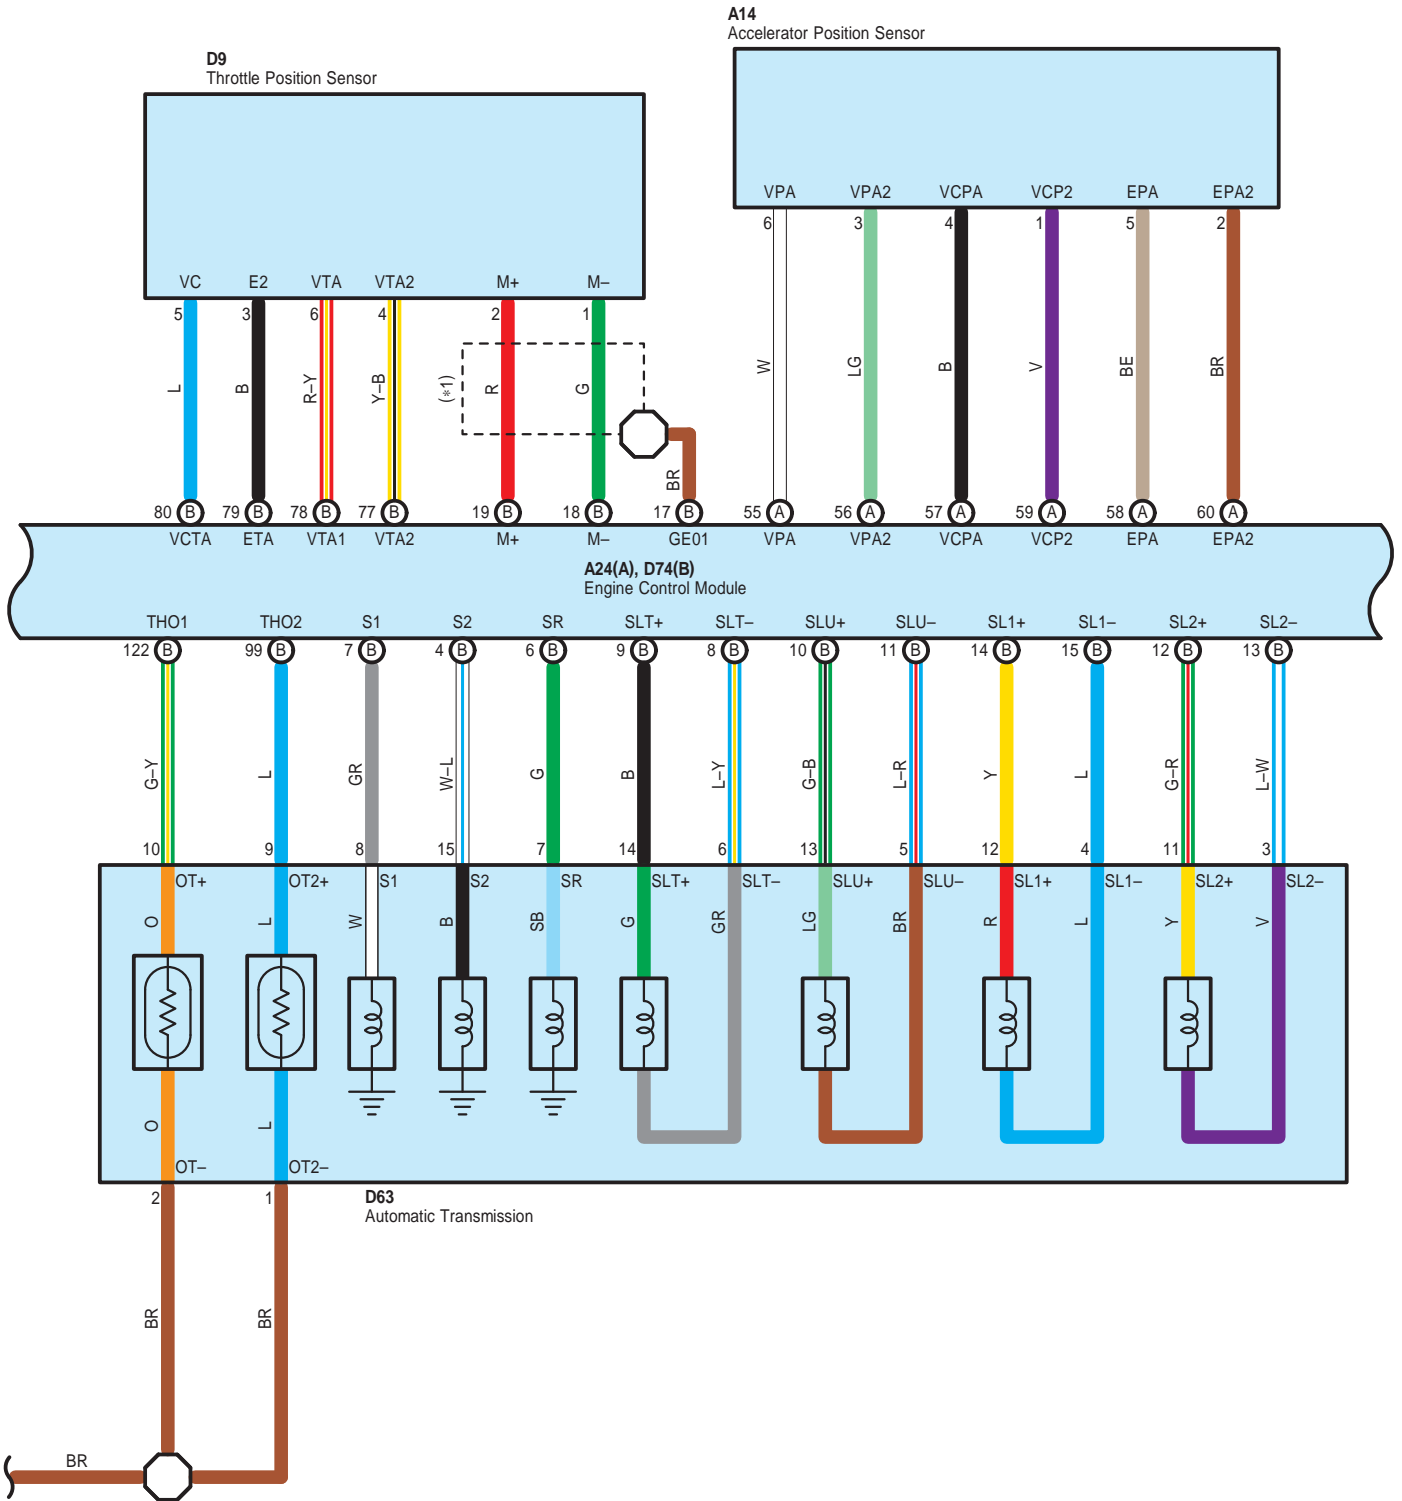 A14
Accelerator Position Sensor
D9
Throttle Position Sensor
VPA VPA2 VCPA VCP2 EPA EPA2
6 3 4 1 5 2
VC E2 VTA VTA2 M+ M–
5 3 6 4 2 1
L B R–Y Y–B (*1) R G W LG B V BE BR
BR
80 B 79 B 78 B 77 B 19 B 18 B 17 B 55 A 56 A 57 A 59 A 58 A 60 A
VCTA ETA VTA1 VTA2 M+ M– GE01 VPA VPA2 VCPA VCP2 EPA EPA2
A24(A), D74(B)
Engine Control Module
THO1 THO2 S1 S2 SR SLT+ SLT– SLU+ SLU– SL1+ SL1– SL2+ SL2–
122 B 99 B 7 B 4 B 6 B 9 B 8 B 10 B 11 B 14 B 15 B 12 B 13 B
G–Y L GR W–L G B L–Y G–B L–R Y L G–R L–W
10 9 8 15 7 14 6 13 5 12 4 11 3
OT+ OT2+ S1 S2 SR SLT+ SLT– SLU+ SLU– SL1+ SL1– SL2+ SL2–
O L W B SB G GR LG BR R L Y V
O L
OT– OT2–
2 1
D63
Automatic Transmission
BR BR
BR